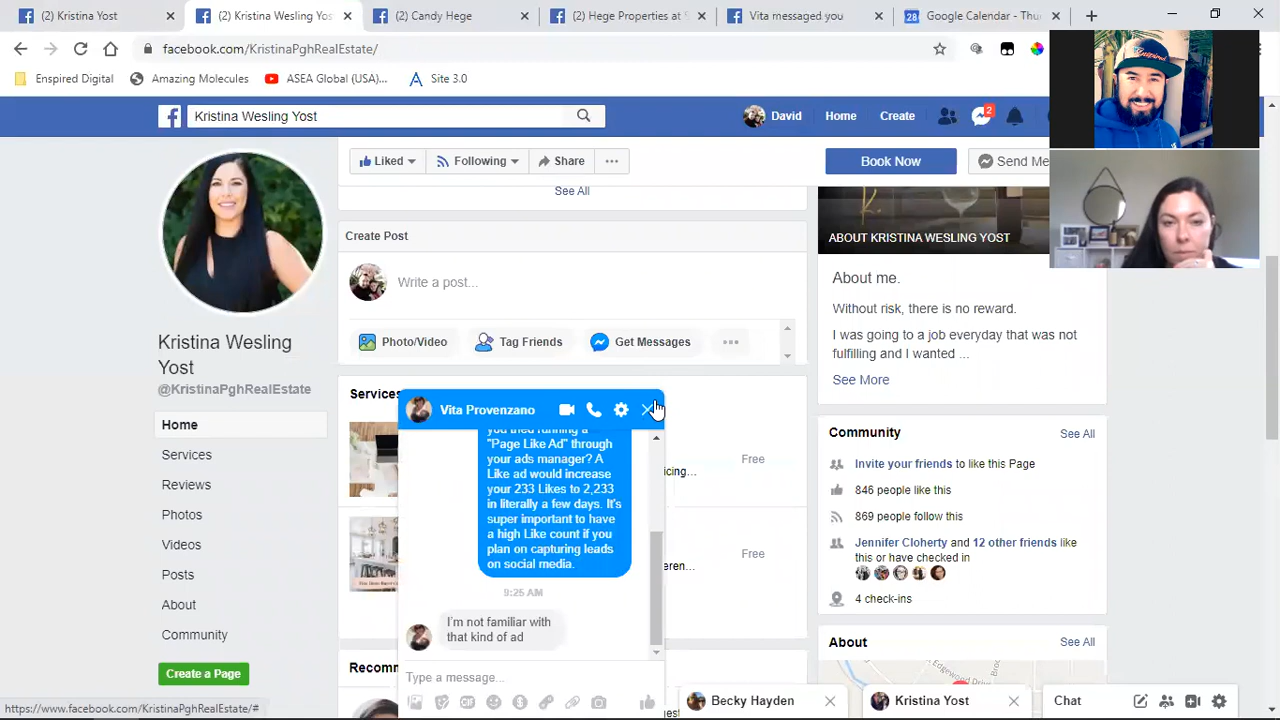 (2) Kristina Yost
(2) Kristina Wesling Yost
(2) Candy Hege
(2) Hege Properties at S
Vita messaged you
Google Calendar - Thu
facebook.com/KristinaPghRealEstate/
Enspired Digital
Amazing Molecules
ASEA Global (USA)...
Site 3.0
Kristina Wesling Yost
David
Home
Create
2
Liked
Following
Share
Book Now
Send Me
See All
Create Post
Write a post...
Photo/Video
Tag Friends
Get Messages
Kristina Wesling
Yost
@KristinaPghRealEstate
Home
Services
Reviews
Photos
Videos
Posts
About
Community
Create a Page
Services
Free
Free
icing...
eren...
Recomm
Vita Provenzano
you tried running a
"Page Like Ad" through
your ads manager? A
Like ad would increase
your 233 Likes to 2,233
in literally a few days. It's
super important to have
a high Like count if you
plan on capturing leads
on social media.
9:25 AM
I'm not familiar with
that kind of ad
Type a message...
ABOUT KRISTINA WESLING YOST
About me.
Without risk, there is no reward.
I was going to a job everyday that was not
fulfilling and I wanted ...
See More
Community
See All
Invite your friends to like this Page
846 people like this
869 people follow this
Jennifer Cloherty and 12 other friends like
this or have checked in
4 check-ins
About
See All
Becky Hayden
Kristina Yost
Chat
https://www.facebook.com/KristinaPghRealEstate/#